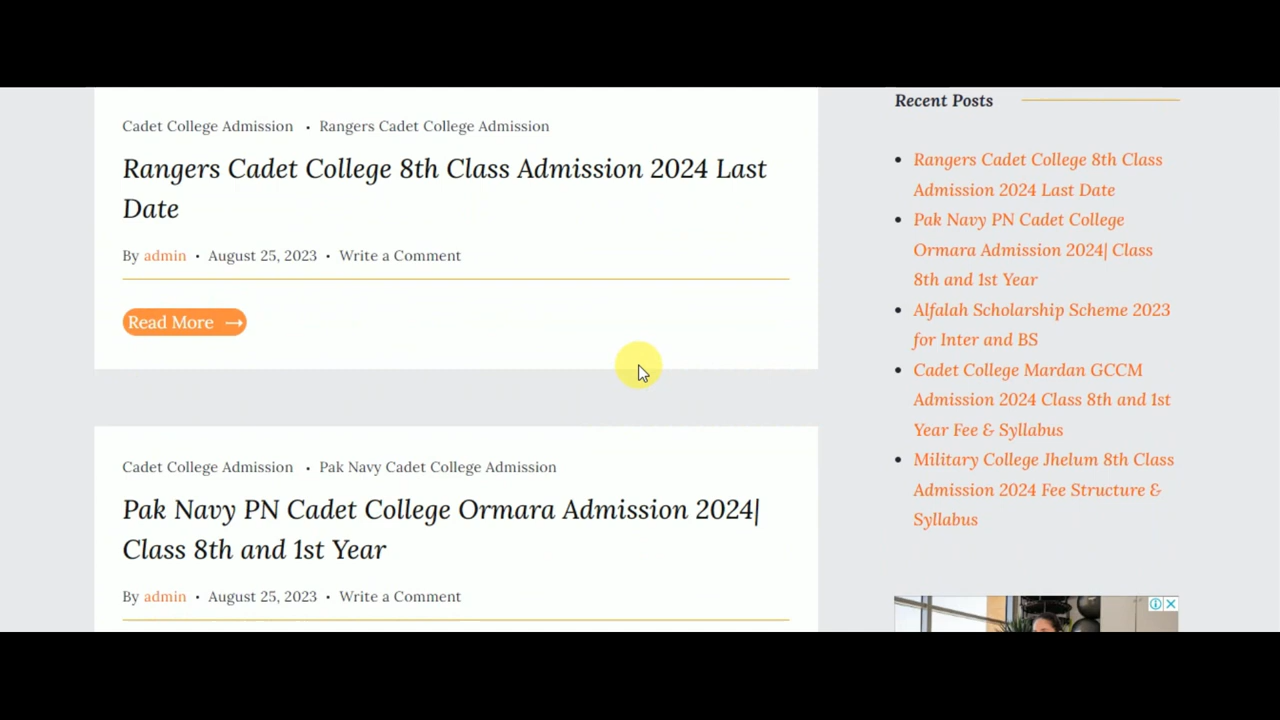 Cadet College Admission • Rangers Cadet College Admission
Rangers Cadet College 8th Class Admission 2024 Last
Date
By admin • August 25, 2023 • Write a Comment
Read More →
Cadet College Admission • Pak Navy Cadet College Admission
Pak Navy PN Cadet College Ormara Admission 2024|
Class 8th and 1st Year
By admin • August 25, 2023 • Write a Comment
Recent Posts
• Rangers Cadet College 8th Class
Admission 2024 Last Date
• Pak Navy PN Cadet College
Ormara Admission 2024| Class
8th and 1st Year
• Alfalah Scholarship Scheme 2023
for Inter and BS
• Cadet College Mardan GCCM
Admission 2024 Class 8th and 1st
Year Fee & Syllabus
• Military College Jhelum 8th Class
Admission 2024 Fee Structure &
Syllabus